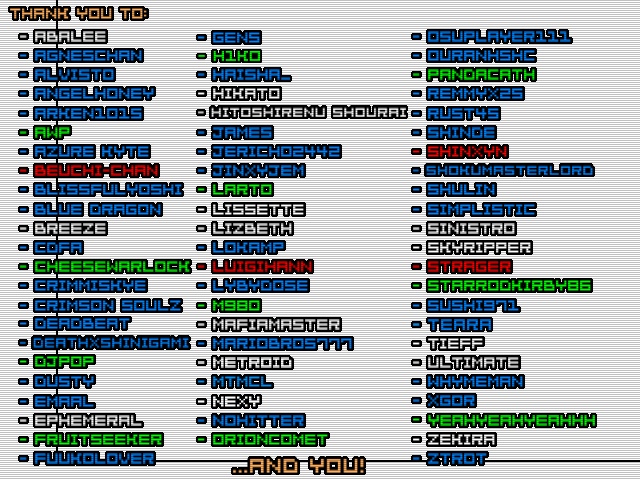 THANK YOU TO:
- ABALEE
- AGNESCHAN
- ALVISTO
- ANGELHONEY
- ARKEN1015
- AWP
- AZURE KYTE
- BEUCHI-CHAN
- BLISSFULYOSHI
- BLUE DRAGON
- BREEZE
- COFA
- CHEESEWARLOCK
- CRIMMISKYE
- CRIMSON SOULZ
- DEADBEAT
- DEATHXSHINIGAMI
- DJPOP
- DUSTY
- EMAAL
- EPHEMERAL
- FRUITSEEKER
- FUUKOLOVER
- GENS
- H1KO
- HAISHA_
- HIKATO
- HITOSHIRENU SHOURAI
- JAMES
- JERICHO2442
- JINXYJEM
- LARTO
- LISSETTE
- LIZBETH
- LOKAMP
- LUIGIHANN
- LYBYDOSE
- M980
- MAFIAMASTER
- MARIOBROS777
- METROID
- MTMCL
- NEXY
- NOHITTER
- ORIONCOMET
- OSUPLAYER111
- OURANHSHC
- PANDACATH
- REMMYX25
- RUST45
- SHINDE
- SHINXYN
- SHOKUMASTERLORD
- SHULIN
- SIMPLISTIC
- SINISTRO
- SKYRIPPER
- STRAGER
- STARRODKIRBY86
- SUSHI971
- TEARA
- TIEFF
- ULTIMATE
- WHYMEMAN
- XGOR
- YEAHYEAHYEAHHH
- ZEKIRA
- ZTROT
...AND YOU!